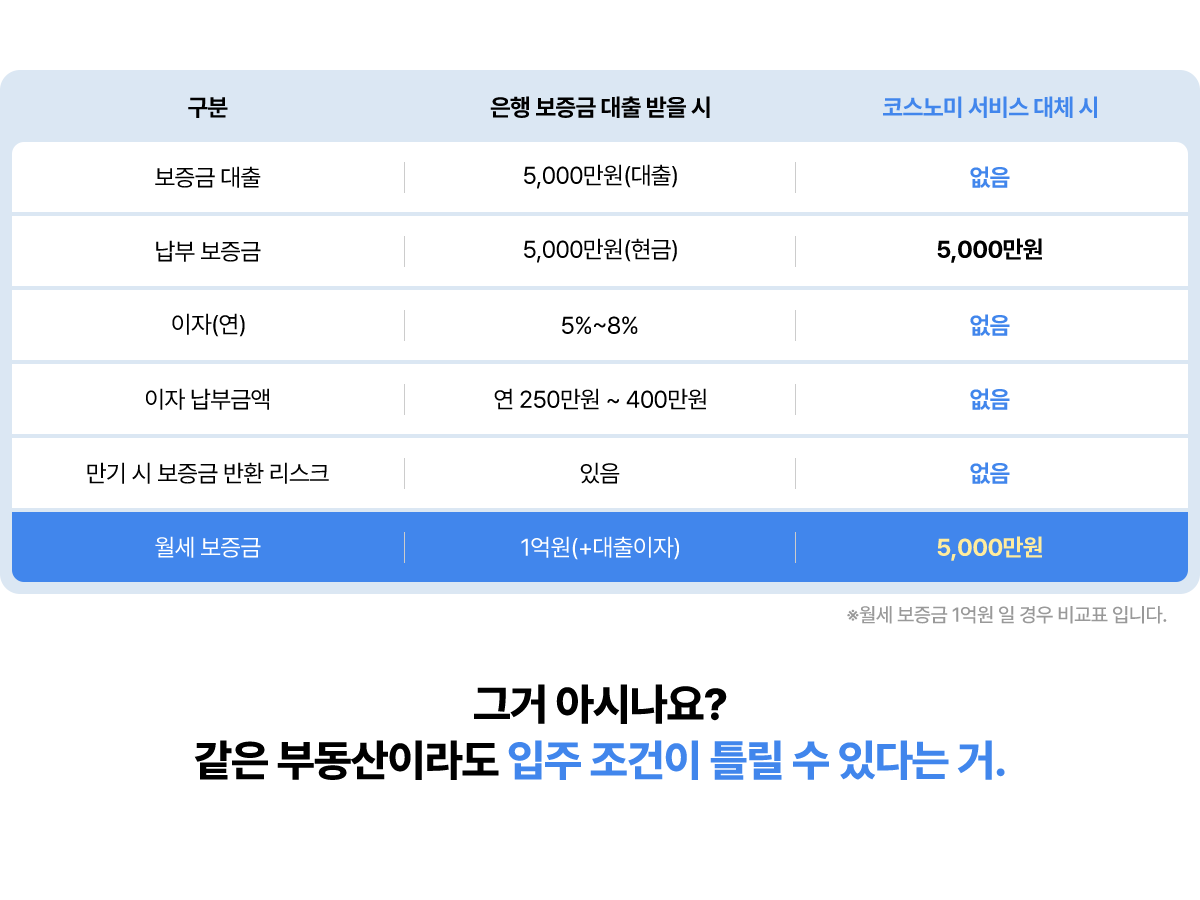 구분 은행 보증금 대출 받을 시 코스노미 서비스 대체 시
보증금 대출 5,000만원(대출) 없음
납부 보증금 5,000만원(현금) 5,000만원
이자(연) 5%~8% 없음
이자 납부금액 연 250만원 ~ 400만원 없음
만기 시 보증금 반환 리스크 있음 없음
월세 보증금 1억원(+대출이자) 5,000만원
※월세 보증금 1억원 일 경우 비교표 입니다.
그거 아시나요?
같은 부동산이라도 입주 조건이 틀릴 수 있다는 거.